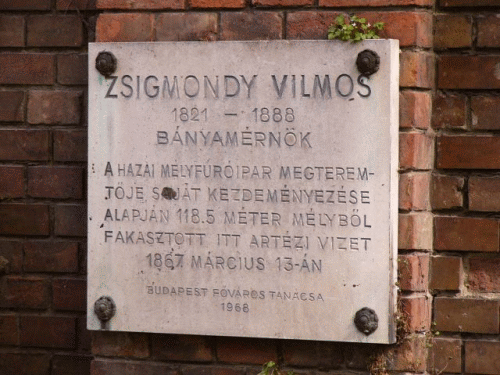 ZSIGMONDY VILMOS
1821 – 1888
BÁNYAMÉRNÖK
A HAZAI MÉLYFÚRÓIPAR MEGTEREM-
TŐJE SAJÁT KEZDEMÉNYEZÉSE
ALAPJÁN 118.5 MÉTER MÉLYBŐL
FAKASZTOTT ITT ARTÉZI VIZET
1867 MÁRCIUS 13-ÁN
BUDAPEST FŐVÁROS TANÁCSA
1968